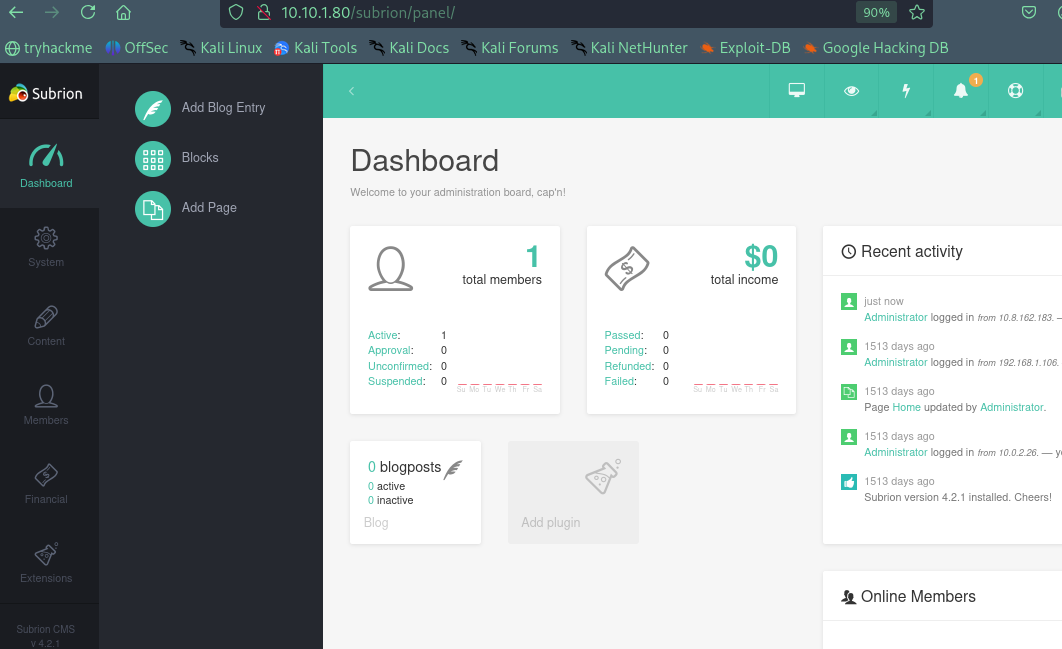 10.10.1.80/subrion/panel/
90%
tryhackme
OffSec
Kali Linux
Kali Tools
Kali Docs
Kali Forums
Kali NetHunter
Exploit-DB
Google Hacking DB
Subrion
Dashboard
System
Content
Members
Financial
Extensions
Subrion CMS
v 4.2.1
Add Blog Entry
Blocks
Add Page
1
Dashboard
Welcome to your administration board, cap'n!
1
total members
Active: 1
Approval: 0
Unconfirmed: 0
Suspended: 0
Su Mo Tu We Th Fr Sa
$0
total income
Passed: 0
Pending: 0
Refunded: 0
Failed: 0
Su Mo Tu We Th Fr Sa
0 blogposts
0 active
0 inactive
Blog
Add plugin
Recent activity
just now
Administrator logged in from 10.8.162.183. –
1513 days ago
Administrator logged in from 192.168.1.106.
1513 days ago
Page Home updated by Administrator.
1513 days ago
Administrator logged in from 10.0.2.26. — yo
1513 days ago
Subrion version 4.2.1 installed. Cheers!
Online Members